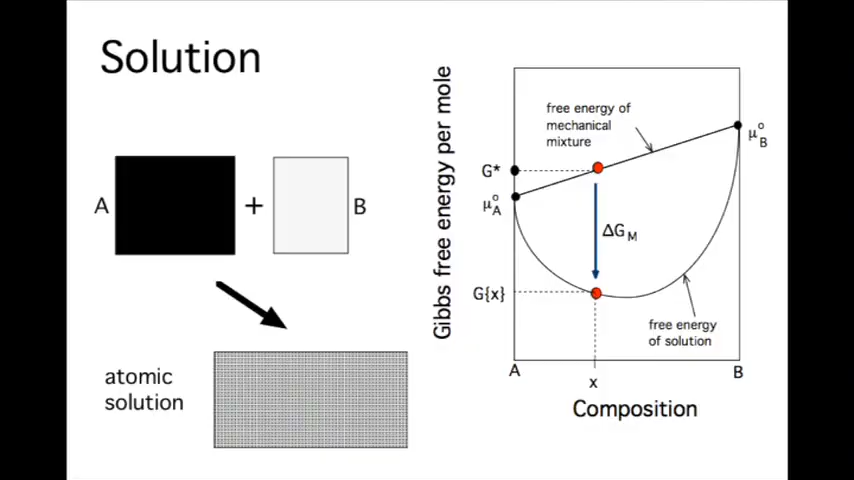 Solution
A
+
B
atomic
solution
Gibbs free energy per mole
free energy of
mechanical
mixture
μ°B
G*
μ°A
ΔGM
G{x}
free energy
of solution
A
x
B
Composition